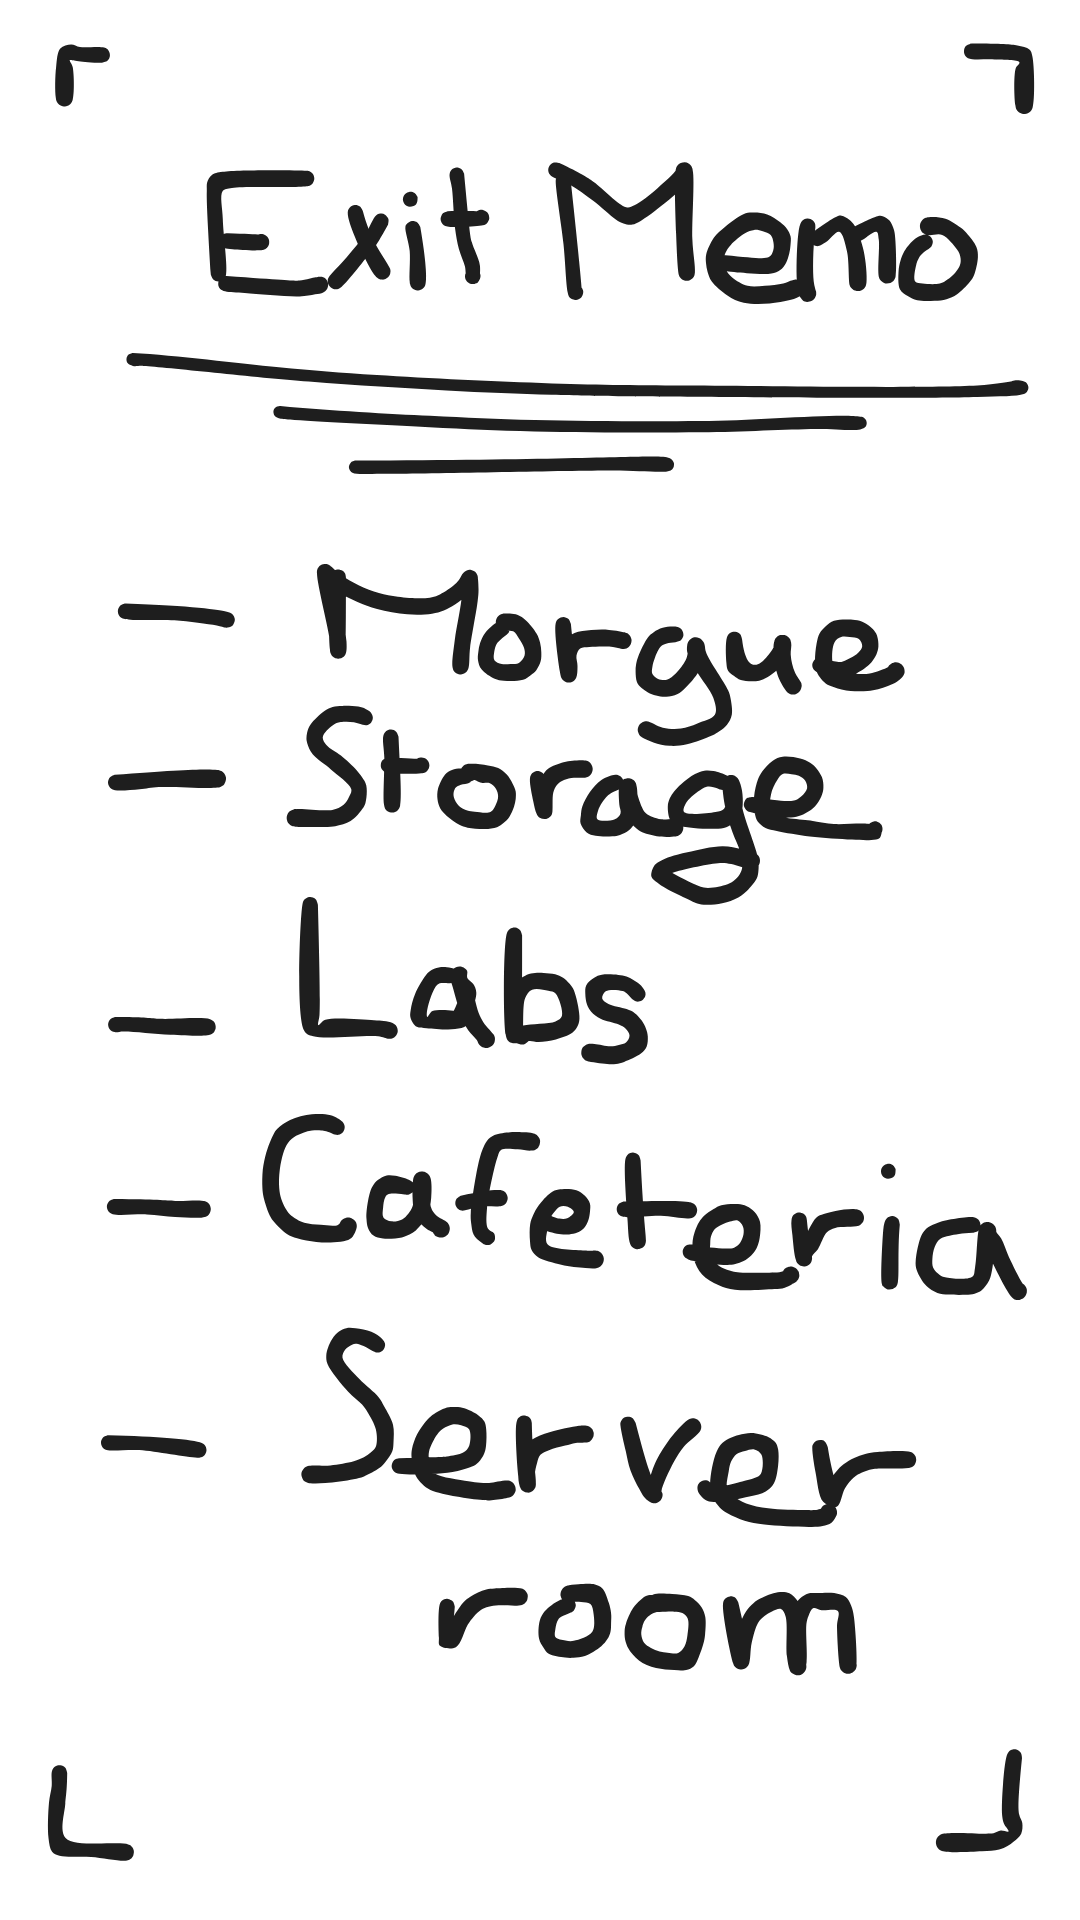 Exit Memo
- Morgue
- Storage
- Labs
- Cafeteria
- Server
room